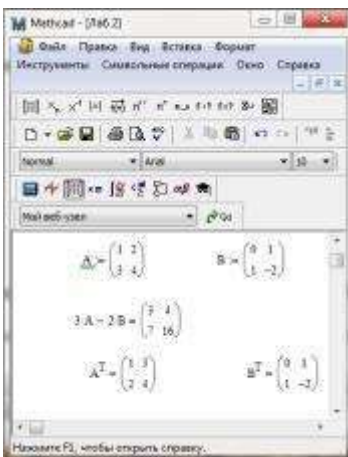 Mathcad - [Лаб 2]
Файл Правка Вид Вставка Формат
Инструменты Символьные операции Окно Справка
Normal Arial 10
Мой веб-узел Go
A = (1 2
3 4) B = (0 1
1 -2)
3 A - 2 B = (3 4
7 16)
A^T = (1 3
2 4) B^T = (0 1
1 -2)
Нажмите F1, чтобы открыть справку.